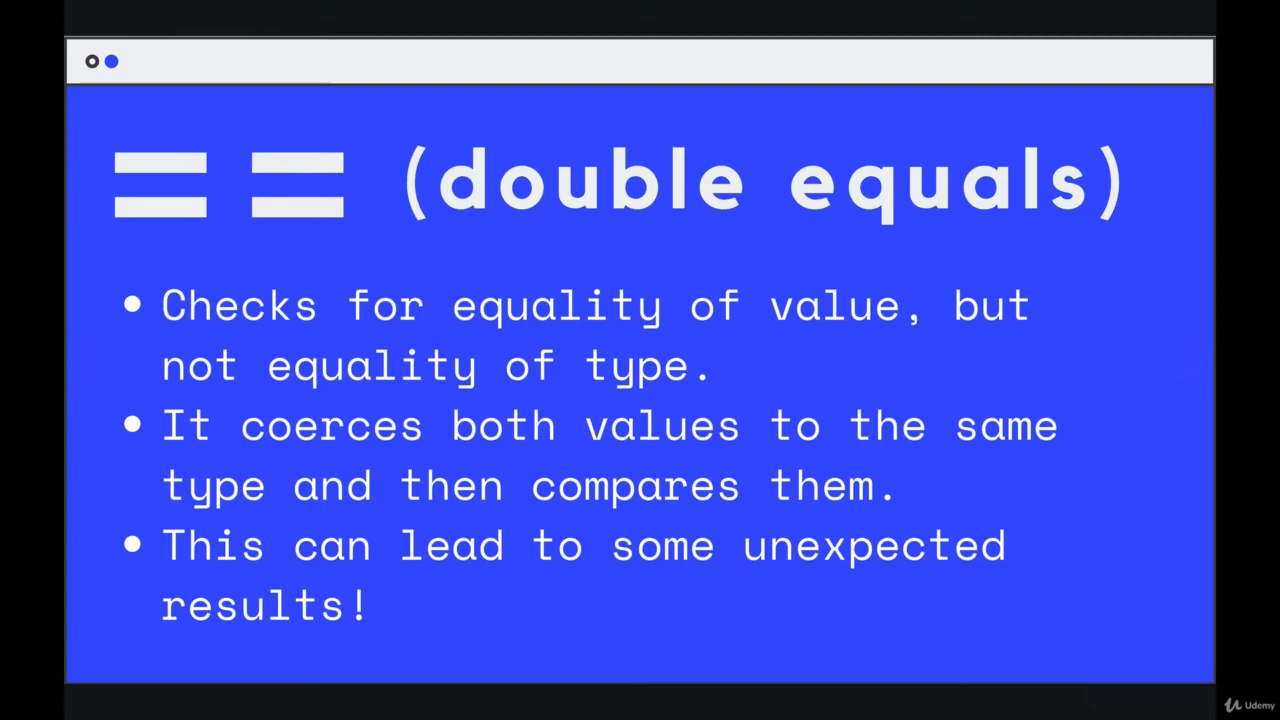 == (double equals)
• Checks for equality of value, but
not equality of type.
• It coerces both values to the same
type and then compares them.
• This can lead to some unexpected
results!
Udemy